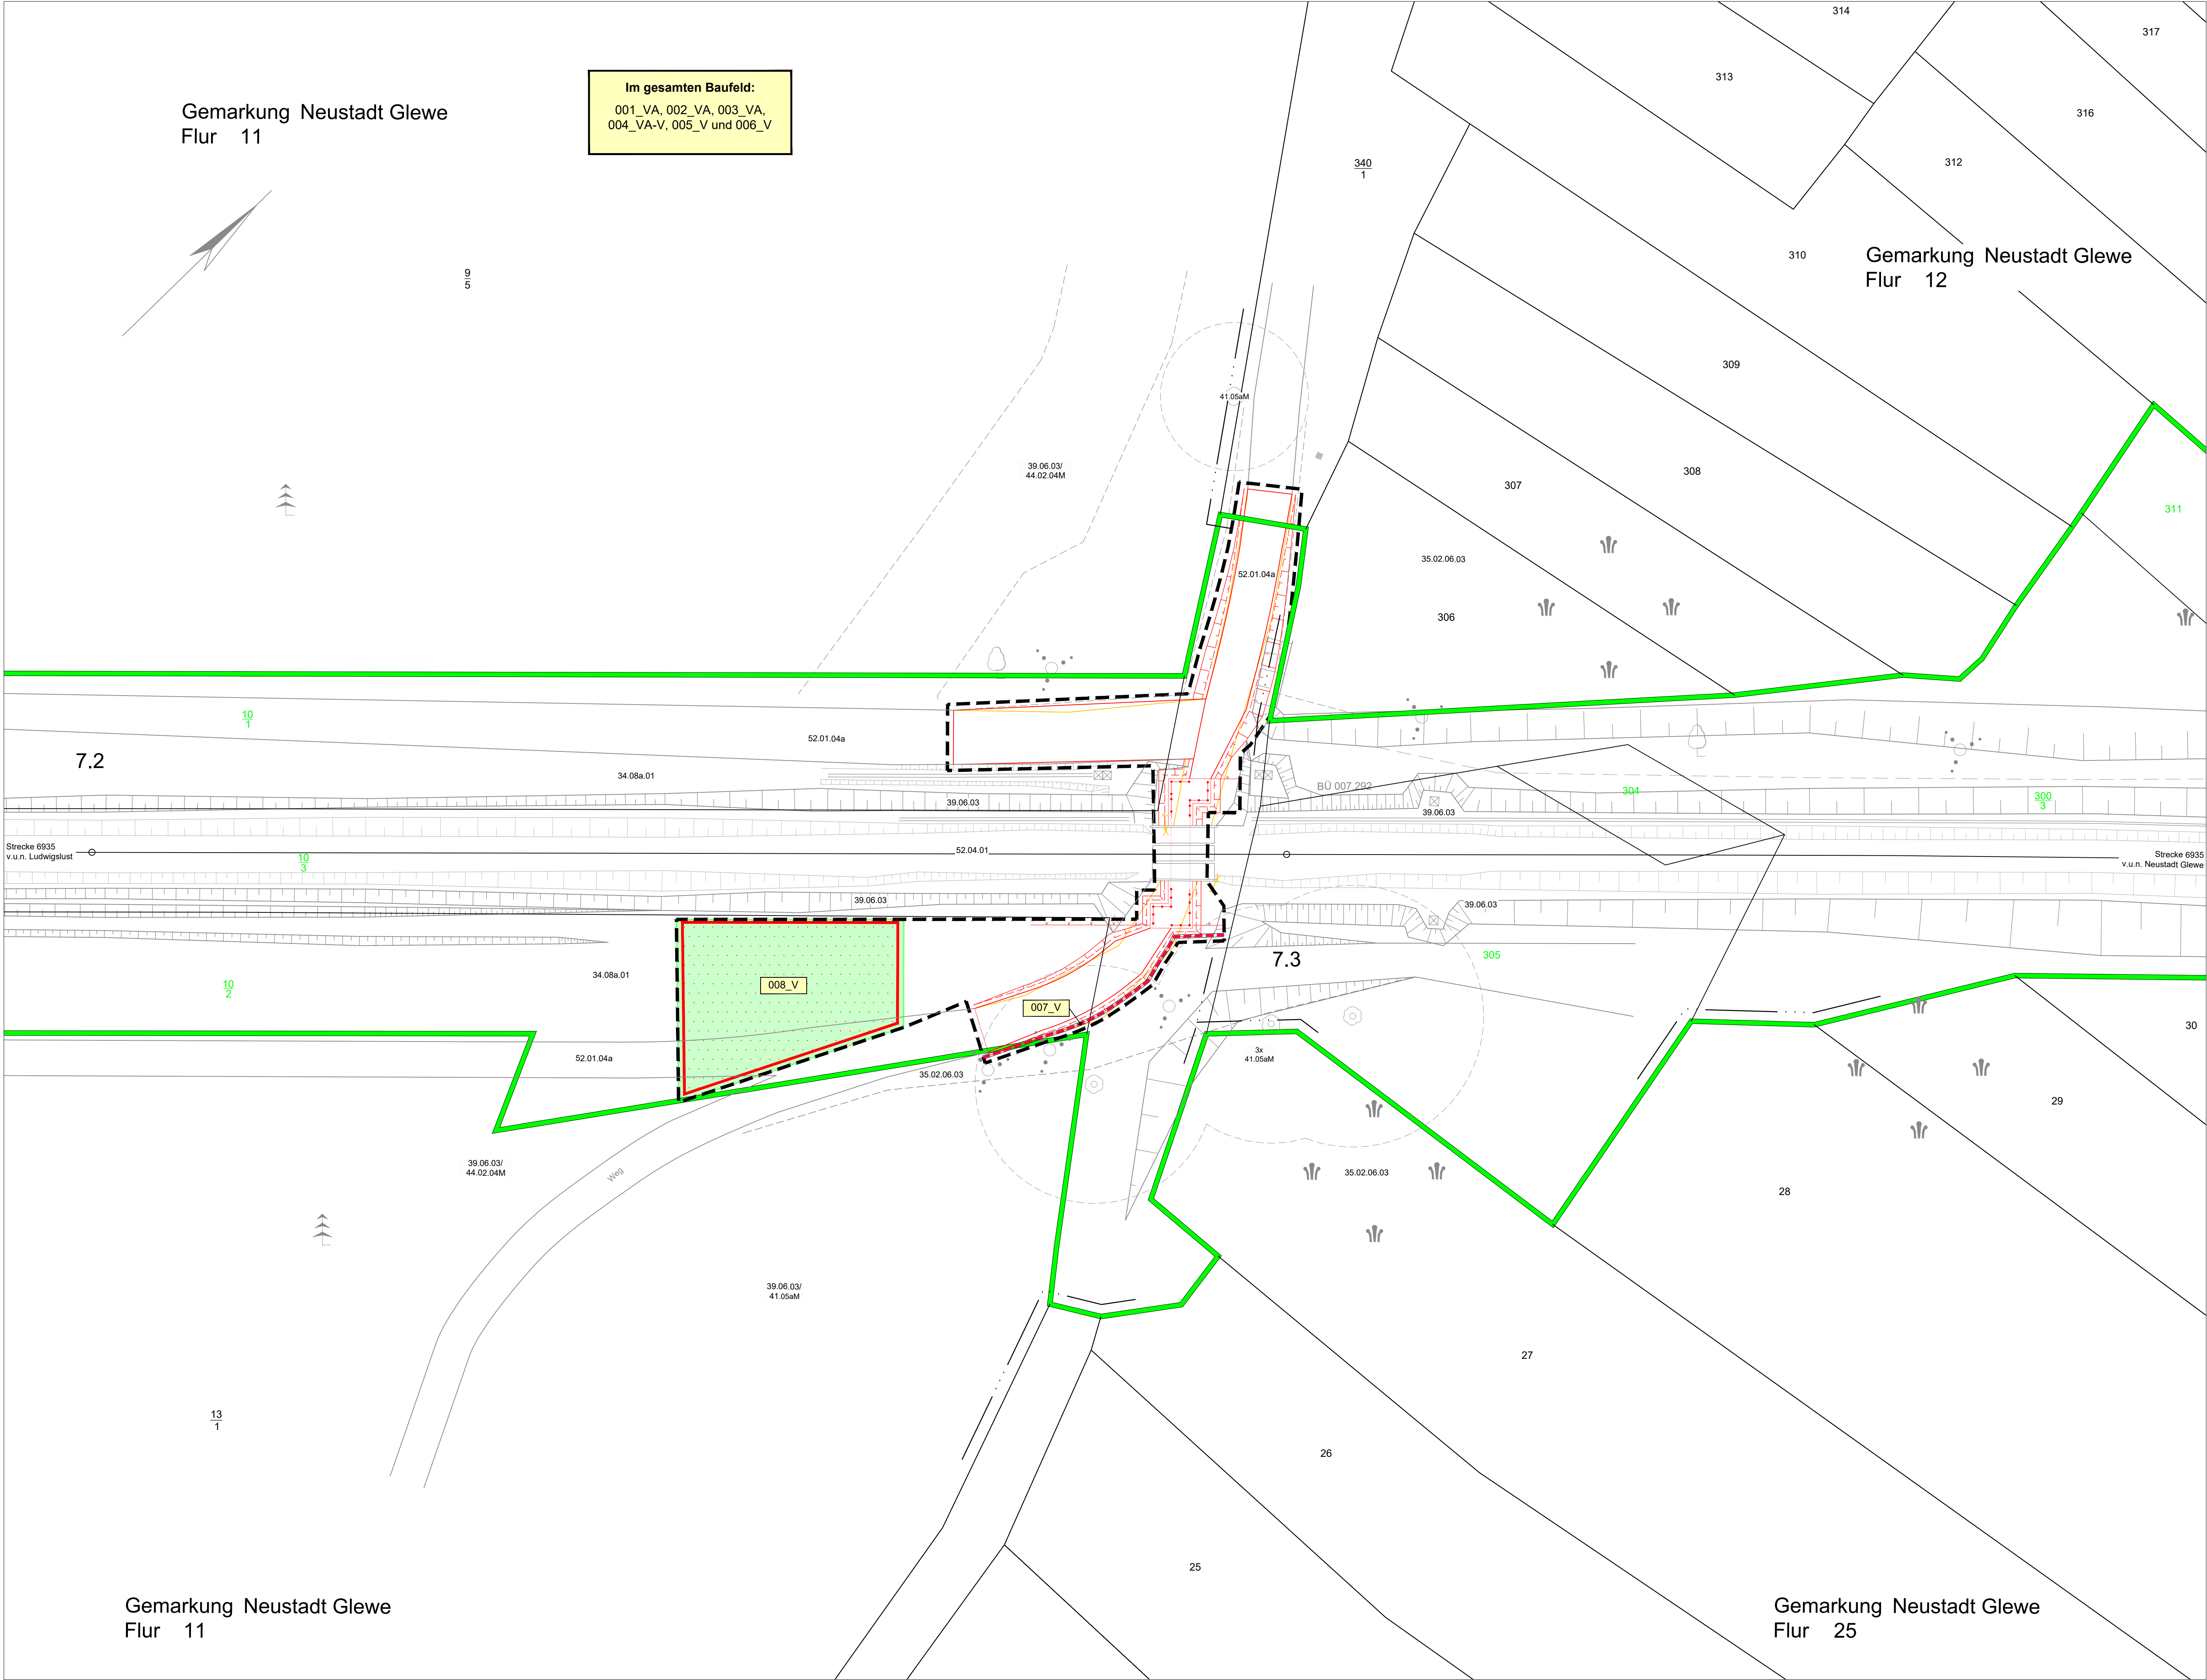 314
317
313
Im gesamten Baufeld:
001_VA, 002_VA, 003_VA,
004_VA-V, 005_V und 006_V
Gemarkung Neustadt Glewe
Flur 11
316
312
340
1
310
Gemarkung Neustadt Glewe
Flur 12
9
5
309
41.05aM
39.06.03/
44.02.04M
308
307
311
35.02.06.03
52.01.04a
306
10
1
52.01.04a
7.2
34.08a.01
BÜ 007,292
304
300
3
39.06.03
39.06.03
Strecke 6935
v.u.n. Ludwigslust
52.04.01
Strecke 6935
v.u.n. Neustadt Glewe
10
3
39.06.03
39.06.03
7.3
305
34.08a.01
10
2
008_V
007_V
30
52.01.04a
3x
41.05aM
35.02.06.03
29
39.06.03/
44.02.04M
Weg
35.02.06.03
28
39.06.03/
41.05aM
27
13
1
26
25
Gemarkung Neustadt Glewe
Flur 11
Gemarkung Neustadt Glewe
Flur 25